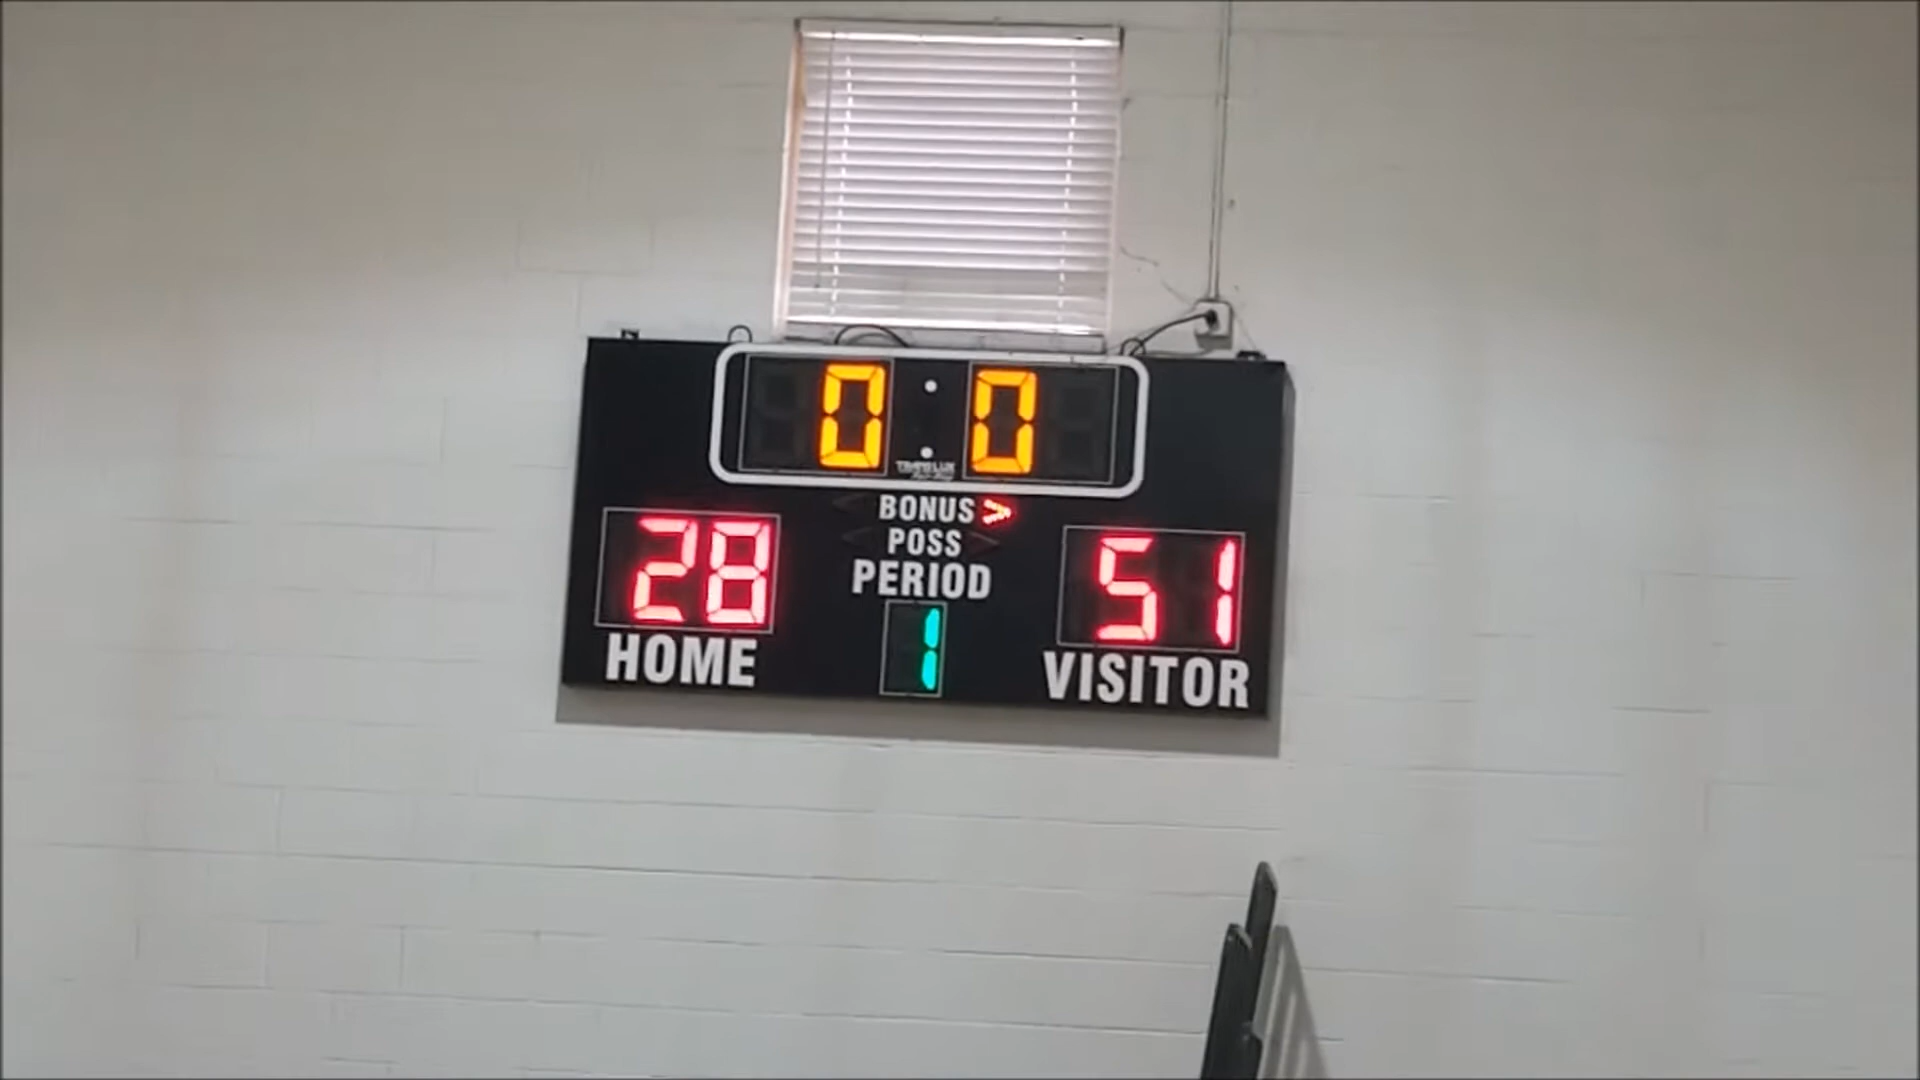 0 0
BONUS >
POSS
PERIOD
28 1 51
HOME VISITOR